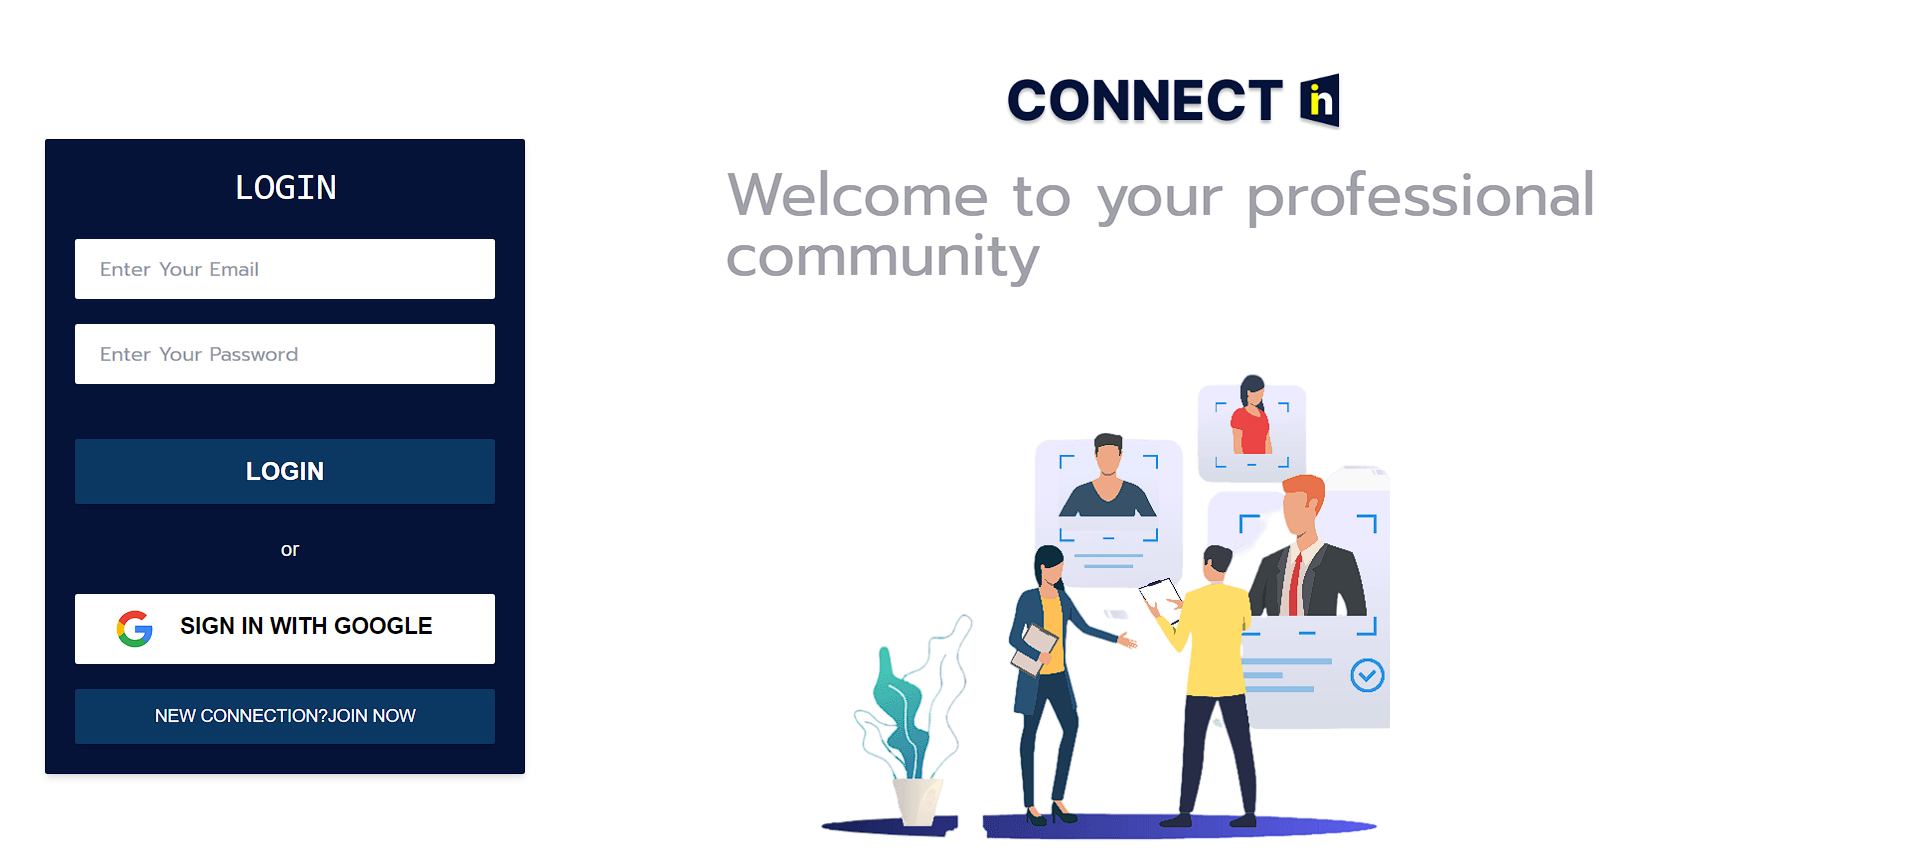 LOGIN
Enter Your Email
Enter Your Password
LOGIN
or
SIGN IN WITH GOOGLE
NEW CONNECTION?JOIN NOW
CONNECT in
Welcome to your professional
community